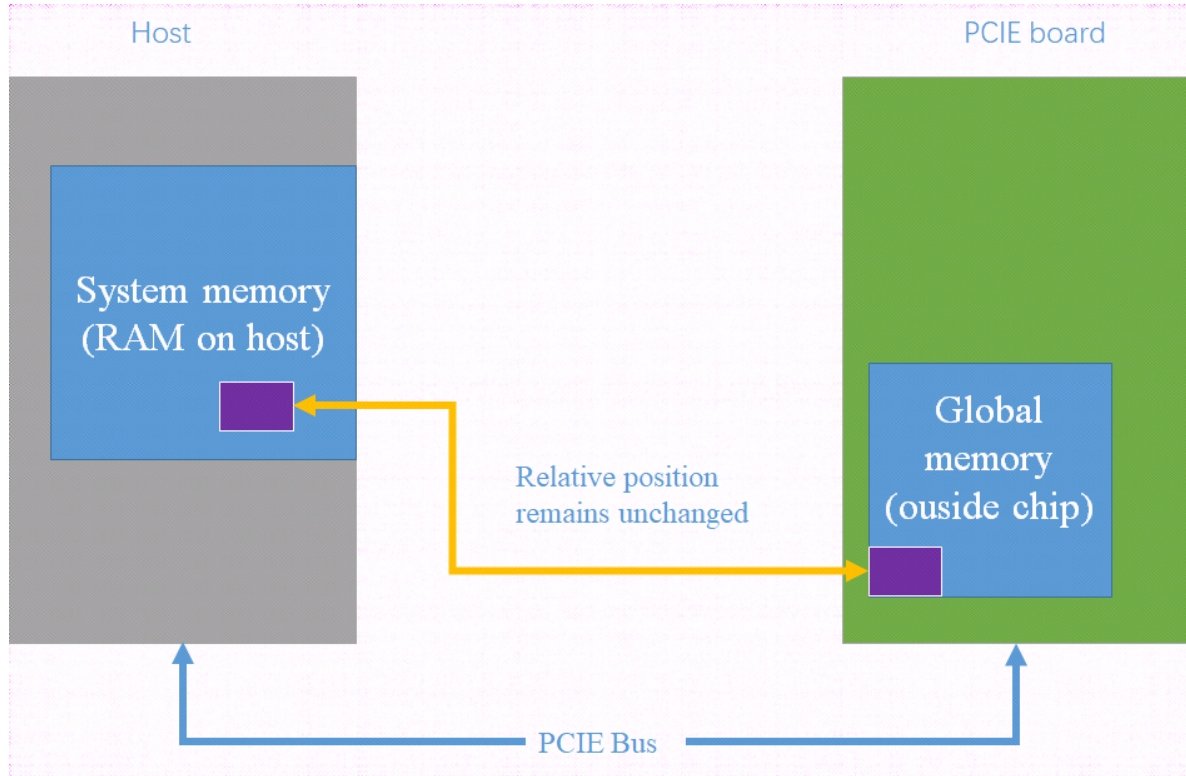 Host
PCIE board
System memory
(RAM on host)
Global
memory
(ouside chip)
Relative position
remains unchanged
PCIE Bus